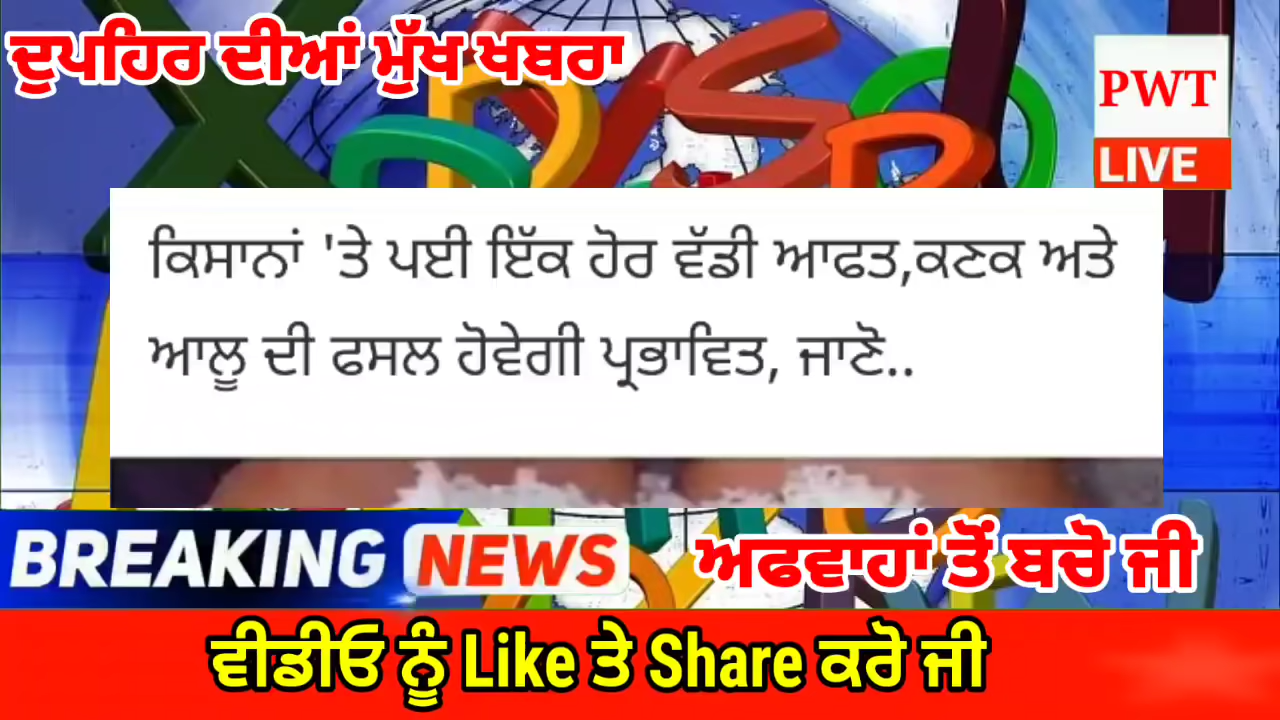 ਦੁਪਹਿਰ ਦੀਆਂ ਮੁੱਖ ਖਬਰਾ
PWT
LIVE
ਕਿਸਾਨਾਂ 'ਤੇ ਪਈ ਇੱਕ ਹੋਰ ਵੱਡੀ ਆਫਤ,ਕਣਕ ਅਤੇ
ਆਲੂ ਦੀ ਫਸਲ ਹੋਵੇਗੀ ਪ੍ਰਭਾਵਿਤ, ਜਾਣੋ..
BREAKING NEWS
ਅਫਵਾਹਾਂ ਤੋਂ ਬਚੋ ਜੀ
ਵੀਡੀਓ ਨੂੰ Like ਤੇ Share ਕਰੋ ਜੀ